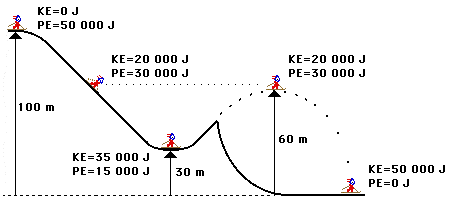 KE=0 J
PE=50 000 J
KE=20 000 J
PE=30 000 J
KE=20 000 J
PE=30 000 J
100 m
60 m
KE=35 000 J
PE=15 000 J
30 m
KE=50 000 J
PE=0 J